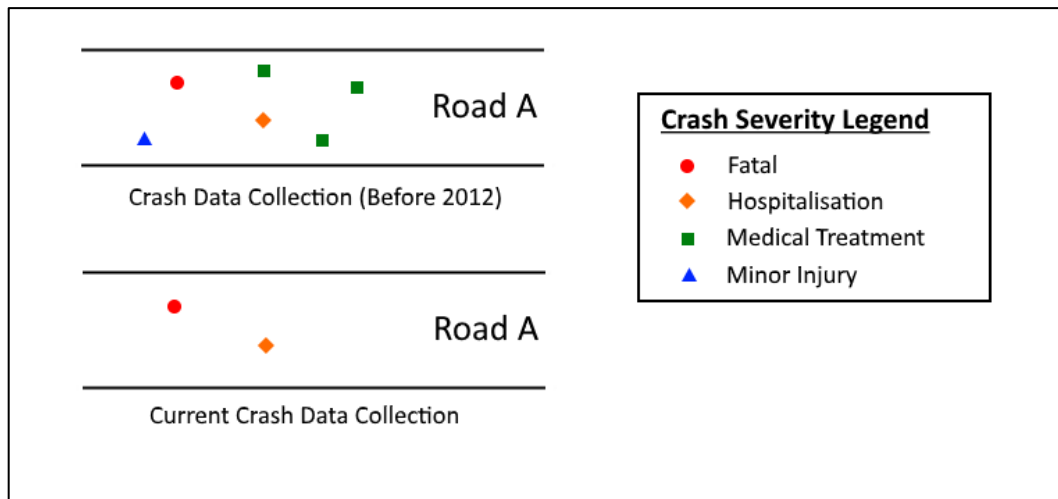 Road A
Crash Data Collection (Before 2012)
Road A
Current Crash Data Collection
Crash Severity Legend
Fatal
Hospitalisation
Medical Treatment
Minor Injury